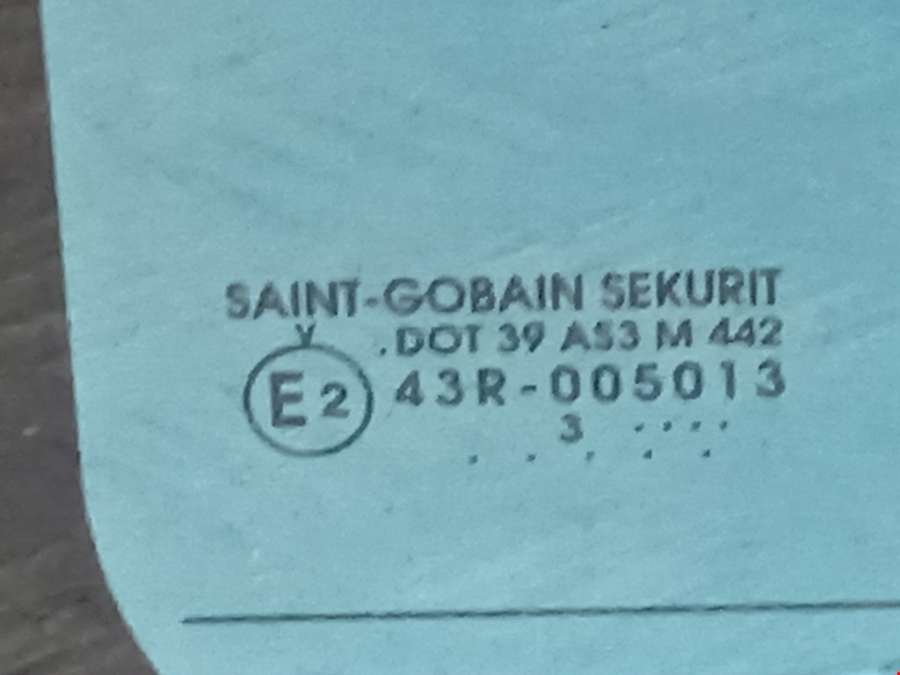 SAINT-GOBAIN SEKURIT
V
.DOT 39 AS3 M 442
E2 43R-005013
3 ....
. . . . .